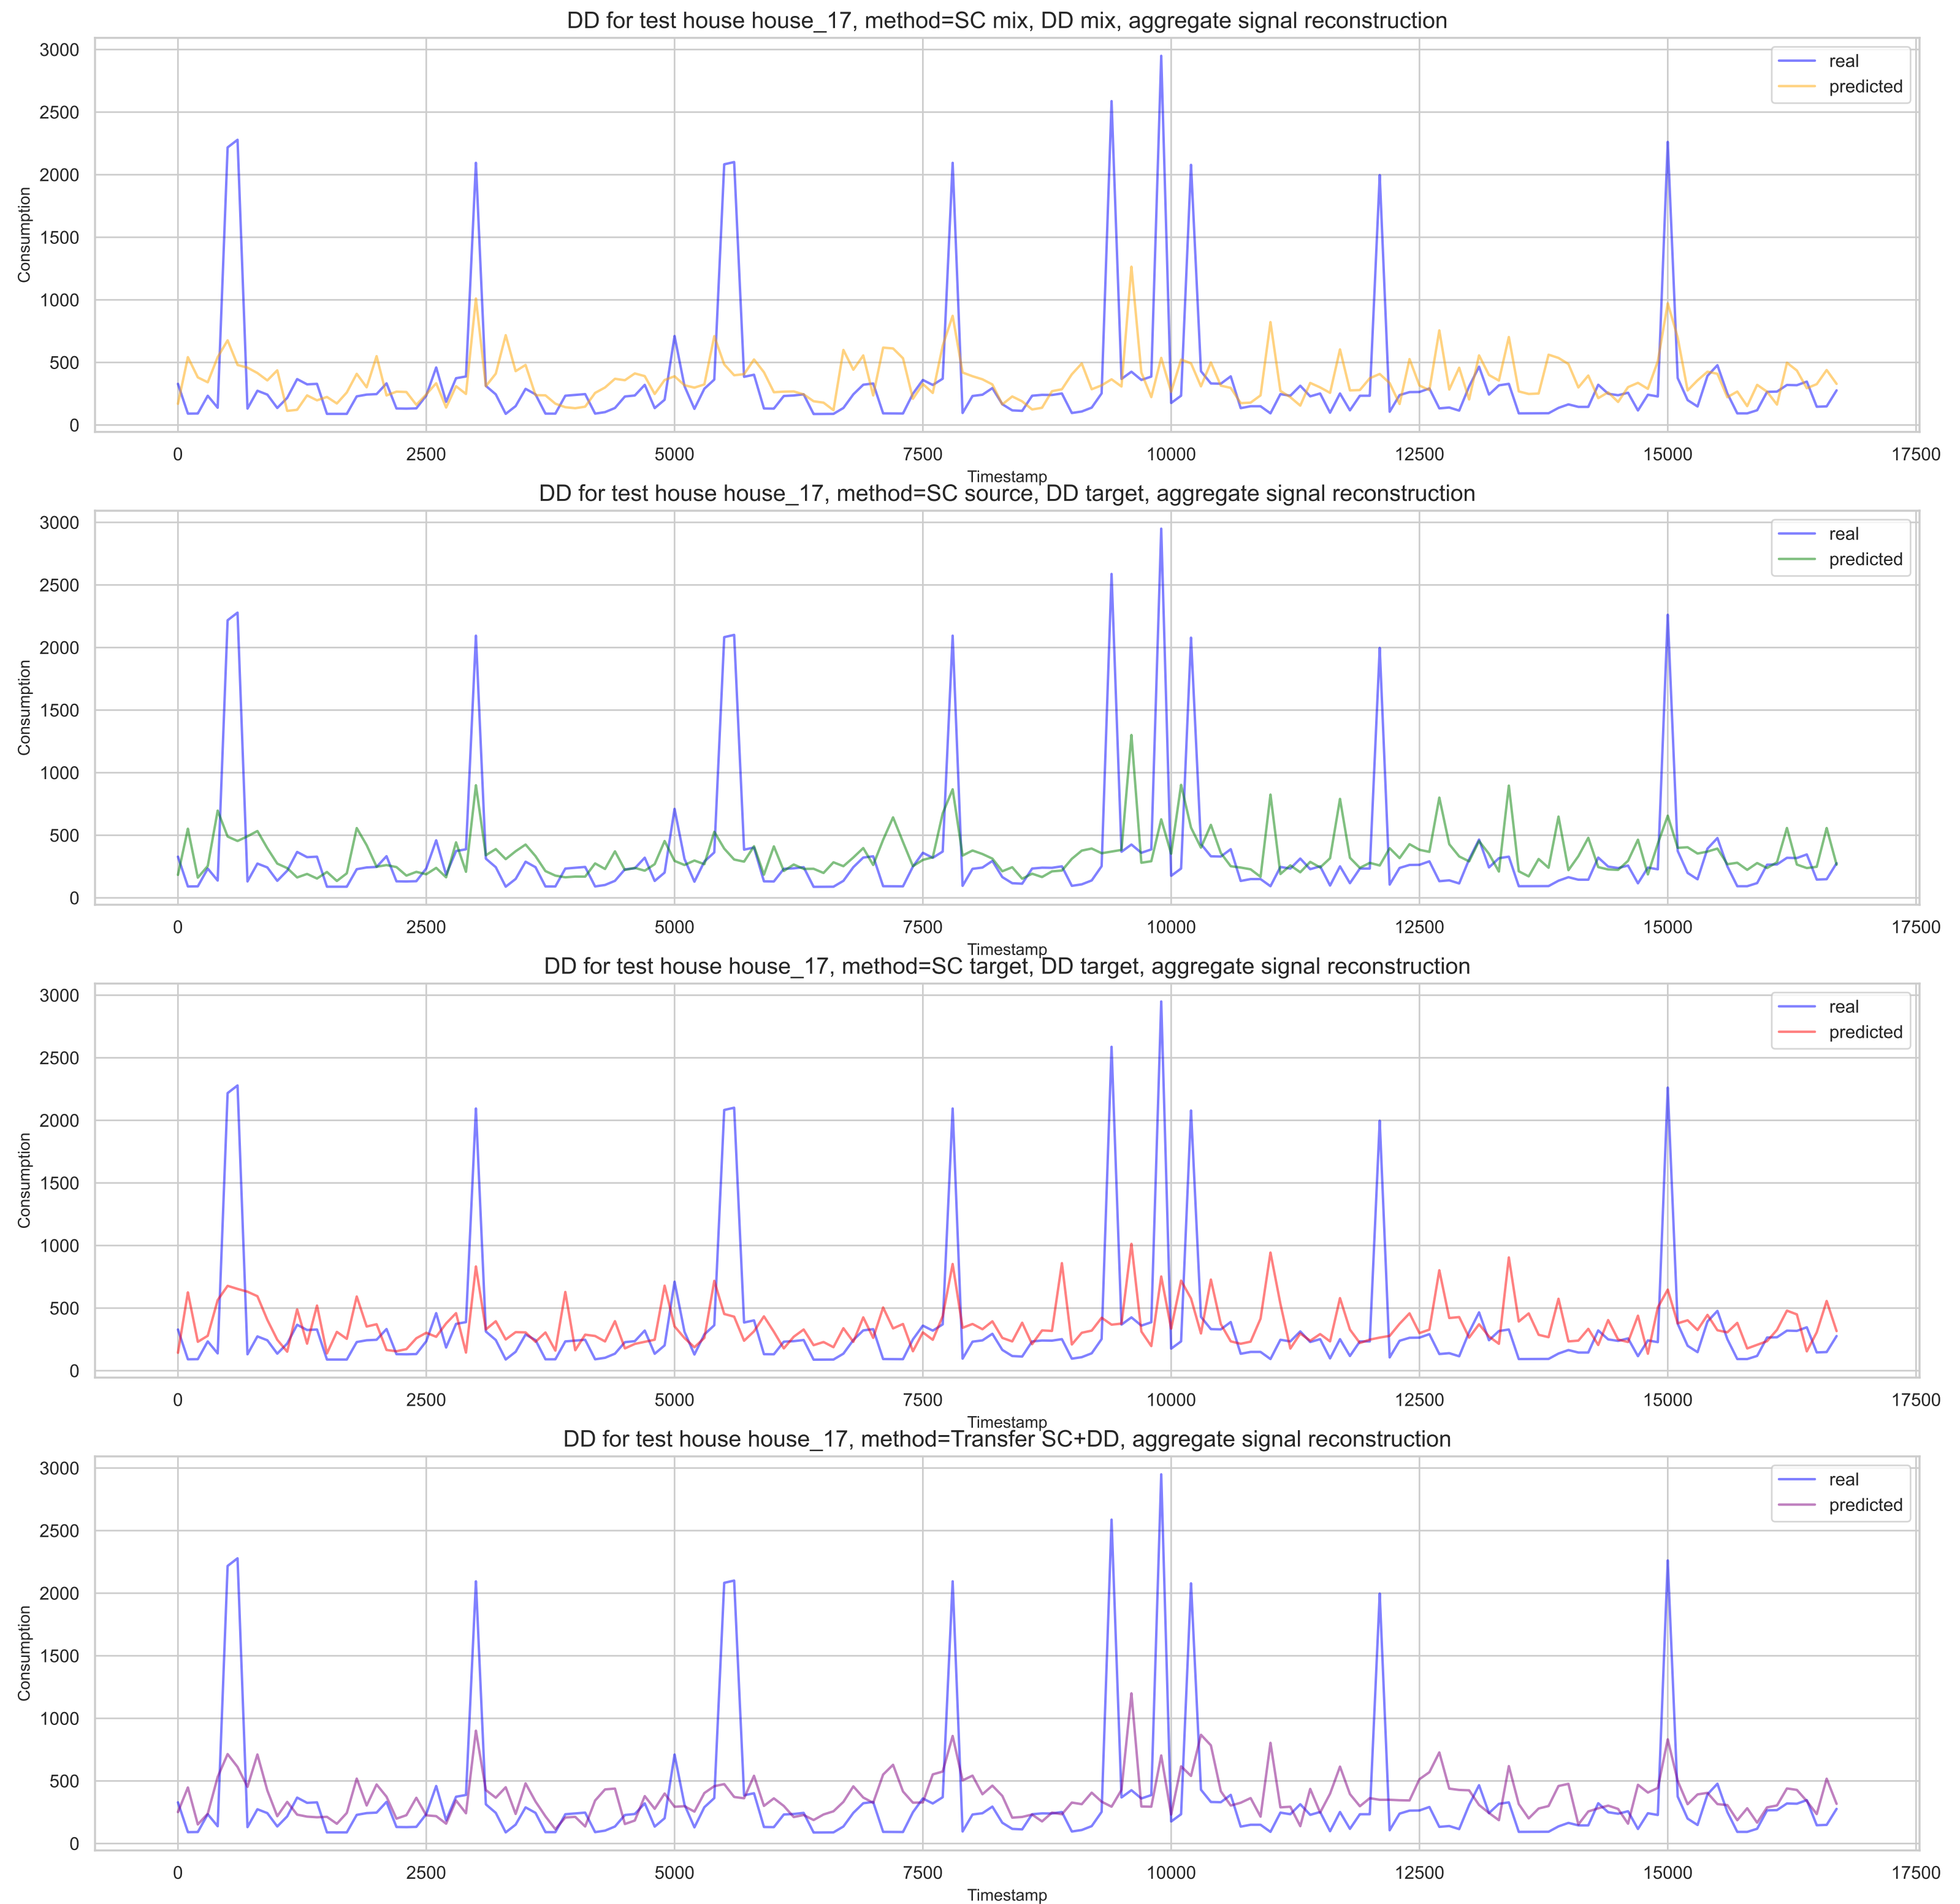 DD for test house house_17, method=SC mix, DD mix, aggregate signal reconstruction
3000
2500
2000
1500
1000
500
0
Consumption
real
predicted
0 2500 5000 7500 10000 12500 15000 17500
Timestamp
DD for test house house_17, method=SC source, DD target, aggregate signal reconstruction
3000
2500
2000
1500
1000
500
0
Consumption
real
predicted
0 2500 5000 7500 10000 12500 15000 17500
Timestamp
DD for test house house_17, method=SC target, DD target, aggregate signal reconstruction
3000
2500
2000
1500
1000
500
0
Consumption
real
predicted
0 2500 5000 7500 10000 12500 15000 17500
Timestamp
DD for test house house_17, method=Transfer SC+DD, aggregate signal reconstruction
3000
2500
2000
1500
1000
500
0
Consumption
real
predicted
0 2500 5000 7500 10000 12500 15000 17500
Timestamp